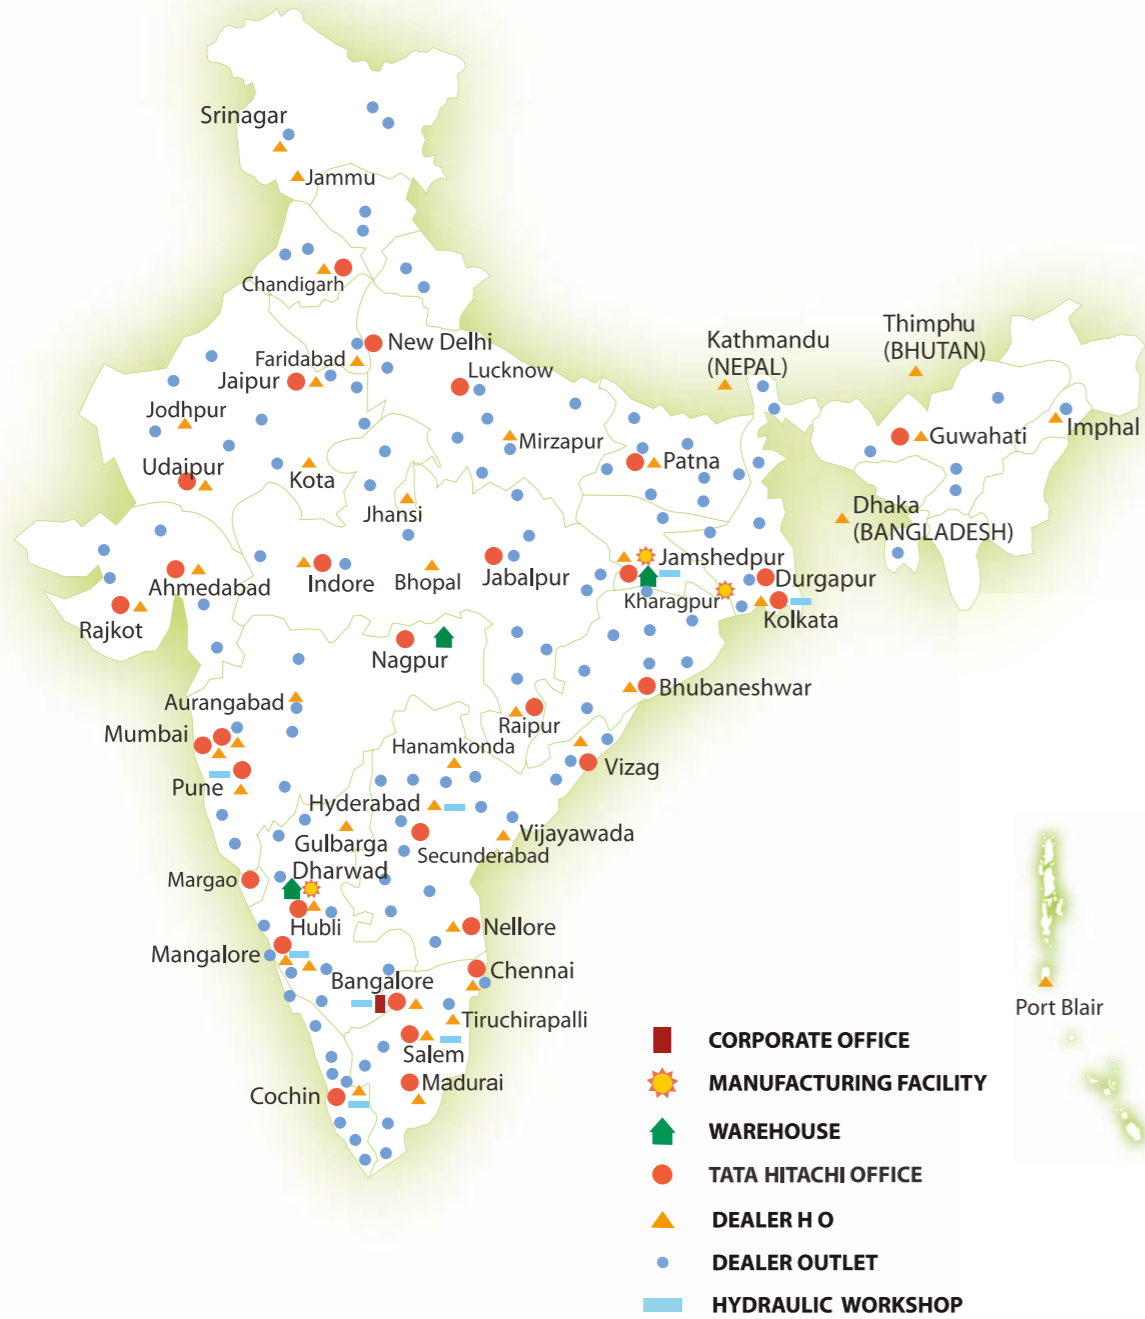 Srinagar
Jammu
Chandigarh
New Delhi
Faridabad
Jaipur
Lucknow
Kathmandu
(NEPAL)
Thimphu
(BHUTAN)
Jodhpur
Mirzapur
Guwahati
Imphal
Udaipur
Kota
Patna
Jhansi
Dhaka
(BANGLADESH)
Ahmedabad
Indore
Bhopal
Jabalpur
Jamshedpur
Durgapur
Kharagpur
Kolkata
Rajkot
Nagpur
Aurangabad
Bhubaneshwar
Raipur
Mumbai
Hanamkonda
Vizag
Pune
Hyderabad
Gulbarga
Vijayawada
Secunderabad
Dharwad
Margao
Hubli
Nellore
Mangalore
Chennai
Bangalore
Port Blair
Tiruchirapalli
Salem
Madurai
Cochin
CORPORATE OFFICE
MANUFACTURING FACILITY
WAREHOUSE
TATA HITACHI OFFICE
DEALER H O
DEALER OUTLET
HYDRAULIC WORKSHOP